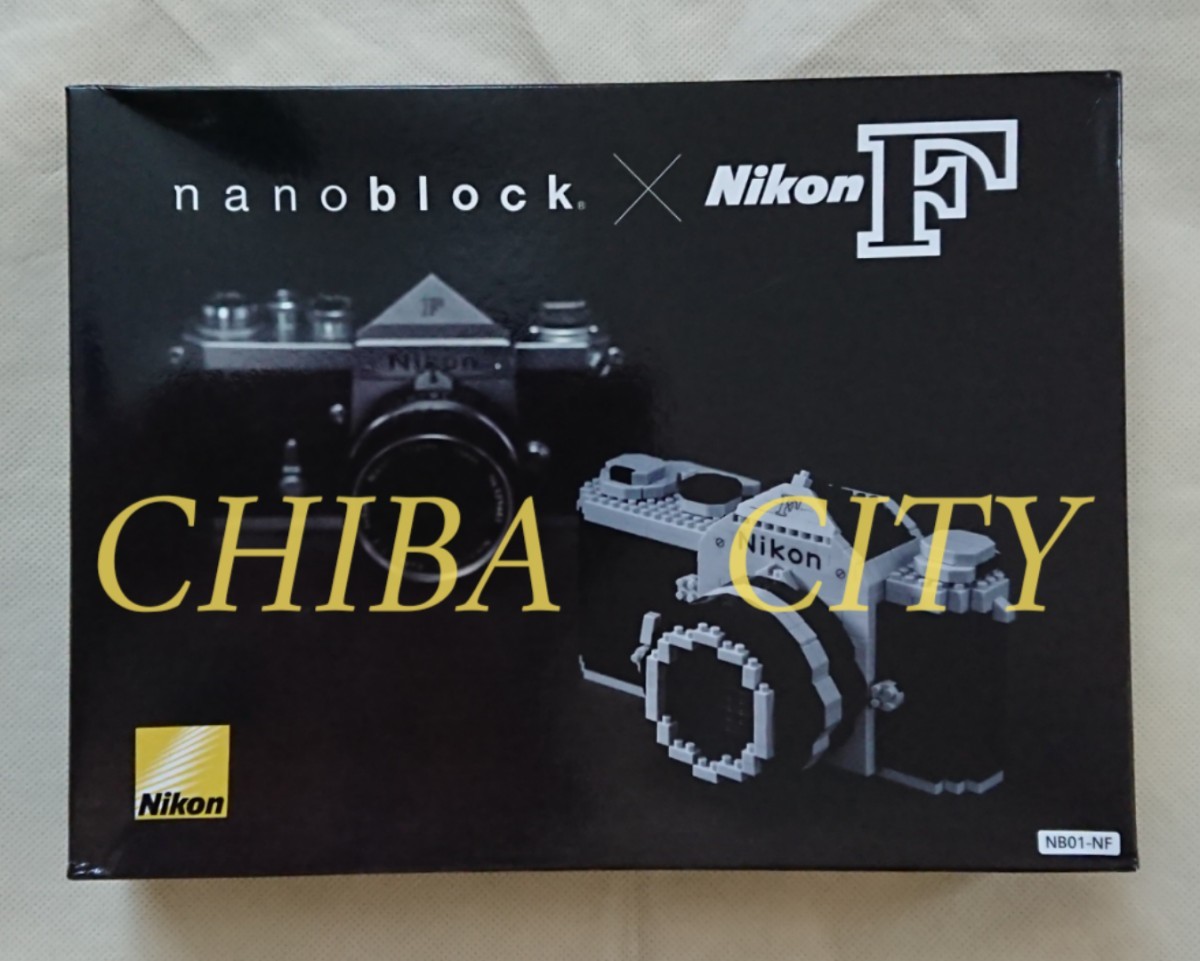 nanoblock® × Nikon F
F
Nikon
F
Nikon
CHIBA CITY
Nikon
NB01-NF